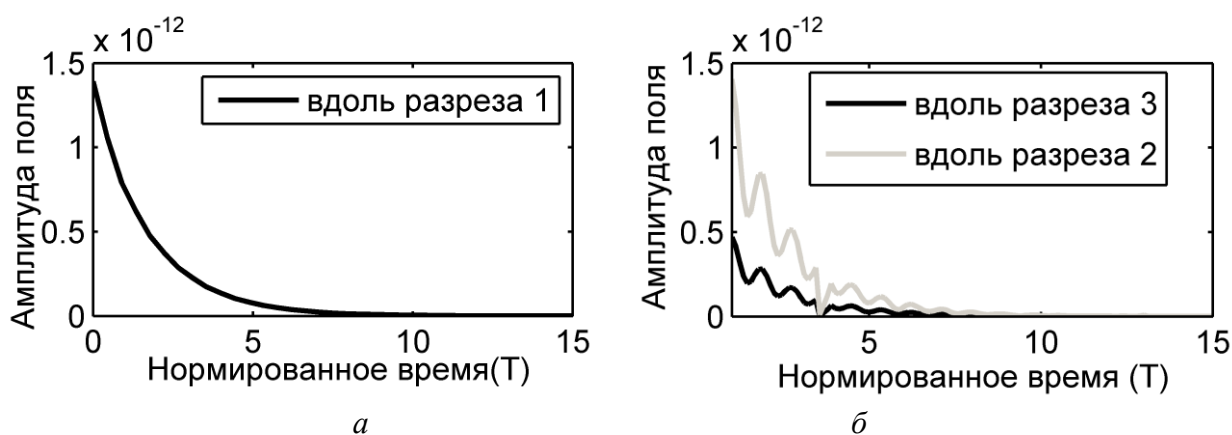 x 10⁻¹²
1.5
1
0.5
0
Амплитуда поля
вдоль разреза 1
0 5 10 15
Нормированное время(Т)
а
x 10⁻¹²
1.5
1
0.5
0
Амплитуда поля
вдоль разреза 3
вдоль разреза 2
5 10 15
Нормированное время (Т)
б